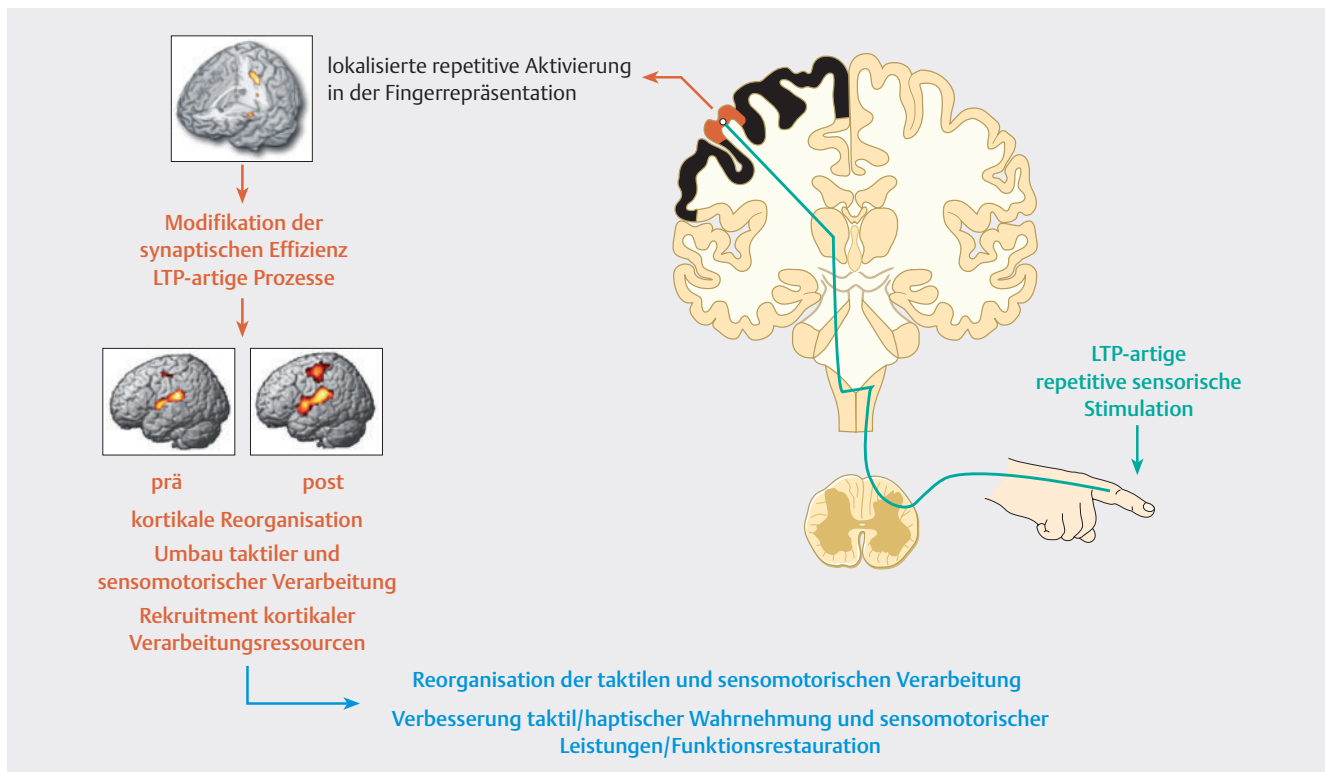 lokalisierte repetitive Aktivierung
in der Fingerrepräsentation
Modifikation der
synaptischen Effizienz
LTP-artige Prozesse
LTP-artige
repetitive sensorische
Stimulation
prä
post
kortikale Reorganisation
Umbau taktiler und
sensomotorischer Verarbeitung
Rekruitment kortikaler
Verarbeitungsressourcen
Reorganisation der taktilen und sensomotorischen Verarbeitung
Verbesserung taktil/haptischer Wahrnehmung und sensomotorischer
Leistungen/Funktionsrestauration